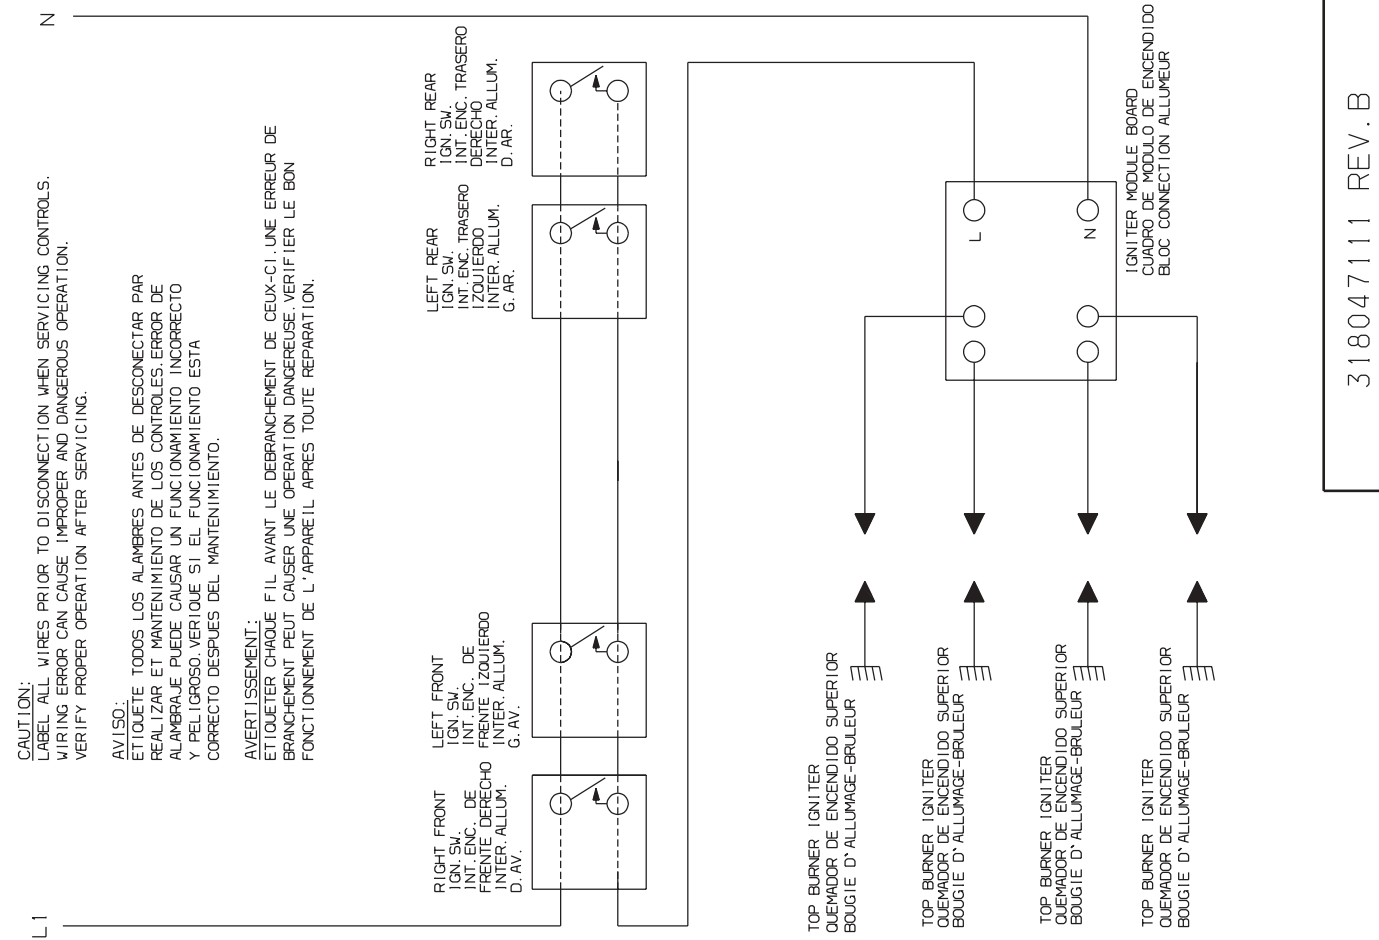 L1
N
CAUTION:
LABEL ALL WIRES PRIOR TO DISCONNECTION WHEN SERVICING CONTROLS.
WIRING ERROR CAN CAUSE IMPROPER AND DANGEROUS OPERATION.
VERIFY PROPER OPERATION AFTER SERVICING.
AVISO:
ETIQUETE TODOS LOS ALAMBRES ANTES DE DESCONECTAR PAR
REALIZAR ET MANTENIMIENTO DE LOS CONTROLES. ERROR DE
ALAMBRAJE PUEDE CAUSAR UN FUNCIONAMIENTO INCORRECTO
Y PELIGROSO. VERIQUE SI EL FUNCIONAMIENTO ESTA
CORRECTO DESPUES DEL MANTENIMIENTO.
AVERTISSEMENT:
ETIQUETER CHAQUE FIL AVANT LE DEBRANCHEMENT DE CEUX-CI. UNE ERREUR DE
BRANCHEMENT PEUT CAUSER UNE OPERATION DANGEREUSE. VERIFIER LE BON
FONCTIONNEMENT DE L'APPAREIL APRES TOUTE REPARATION.
RIGHT FRONT
IGN. SW.
INT. ENC. DE
FRENTE DERECHO
INTER. ALLUM.
D. AV.
LEFT FRONT
IGN. SW.
INT. ENC. DE
FRENTE IZQUIERDO
INTER. ALLUM.
G. AV.
LEFT REAR
IGN. SW.
INT. ENC. TRASERO
IZQUIERDO
INTER. ALLUM.
G. AR.
RIGHT REAR
IGN. SW.
INT. ENC. TRASERO
DERECHO
INTER. ALLUM.
D. AR.
L
N
IGNITER MODULE BOARD
CUADRO DE MODULO DE ENCENDIDO
BLOC CONNECTION ALLUMEUR
TOP BURNER IGNITER
QUEMADOR DE ENCENDIDO SUPERIOR
BOUGIE D'ALLUMAGE-BRULEUR
TOP BURNER IGNITER
QUEMADOR DE ENCENDIDO SUPERIOR
BOUGIE D'ALLUMAGE-BRULEUR
TOP BURNER IGNITER
QUEMADOR DE ENCENDIDO SUPERIOR
BOUGIE D'ALLUMAGE-BRULEUR
TOP BURNER IGNITER
QUEMADOR DE ENCENDIDO SUPERIOR
BOUGIE D'ALLUMAGE-BRULEUR
318047111 REV. B